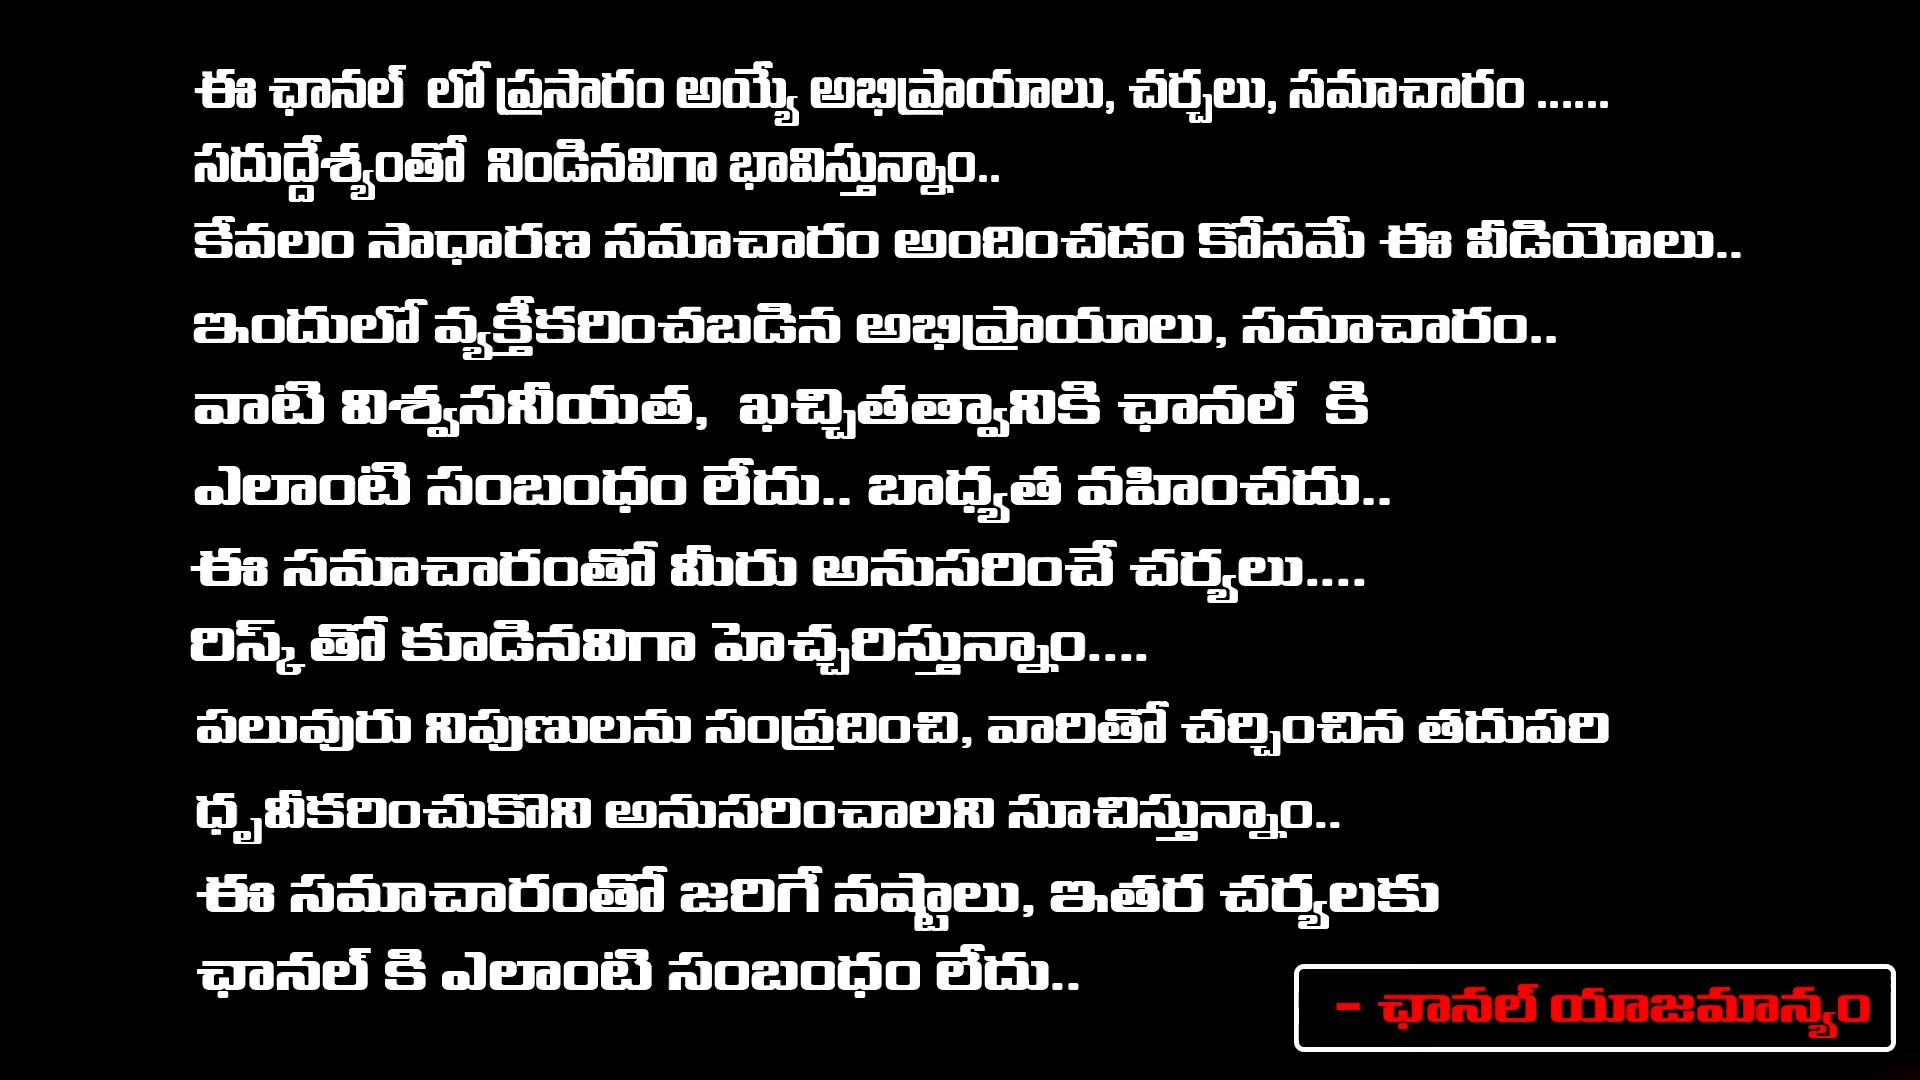 ఈ ఛానల్ లో ప్రసారం అయ్యే అభిప్రాయాలు, చర్చలు, సమాచారం ......
సదుద్దేశ్యంతో నిండినవిగా భావిస్తున్నాం..
కేవలం సాధారణ సమాచారం అందించడం కోసమే ఈ వీడియోలు..
ఇందులో వ్యక్తీకరించబడిన అభిప్రాయాలు, సమాచారం..
వాటి విశ్వసనీయత, ఖచ్చితత్వానికి ఛానల్ కి
ఎలాంటి సంబంధం లేదు.. బాధ్యత వహించదు..
ఈ సమాచారంతో మీరు అనుసరించే చర్యలు....
రిస్క్ తో కూడినవిగా హెచ్చరిస్తున్నాం....
పలువురు నిపుణులను సంప్రదించి, వారితో చర్చించిన తదుపరి
ధృవీకరించుకొని అనుసరించాలని సూచిస్తున్నాం..
ఈ సమాచారంతో జరిగే నష్టాలు, ఇతర చర్యలకు
ఛానల్ కి ఎలాంటి సంబంధం లేదు..
- ఛానల్ యాజమాన్యం